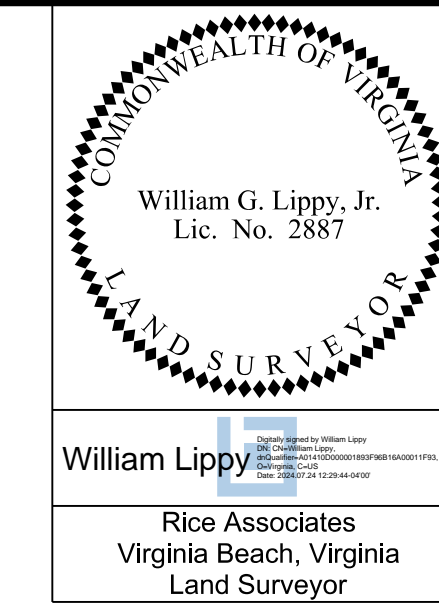 COMMONWEALTH OF VIRGINIA
William G. Lippy, Jr.
Lic. No. 2887
LAND SURVEYOR
William Lippy
Digitally signed by William Lippy
DN: CN=William Lippy,
dnQualifier=A01410D000001893F96B16A00011F93,
O=Virginia, C=US
Date: 2024.07.24 12:29:44-04'00'
Rice Associates
Virginia Beach, Virginia
Land Surveyor